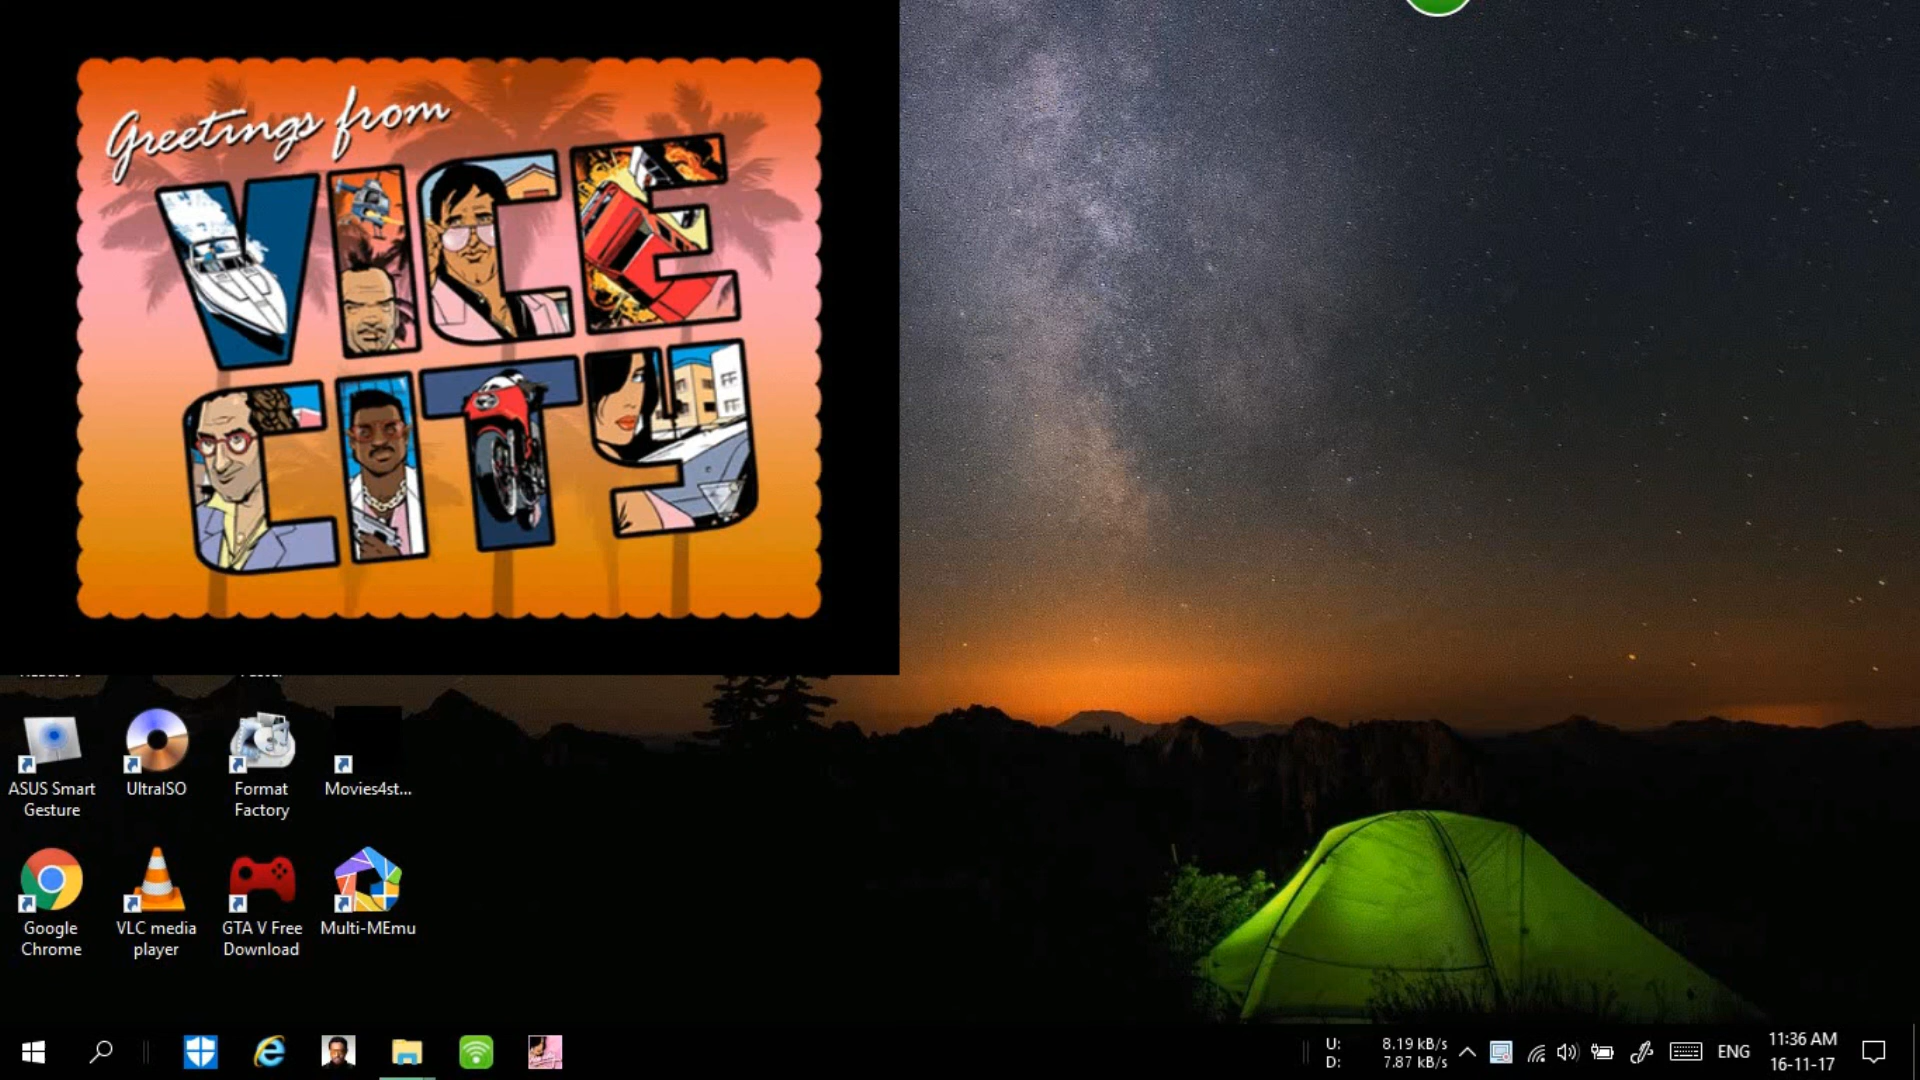 Greetings from
VICE
CITY
ASUS Smart
Gesture
UltraISO
Format
Factory
Movies4st...
Google
Chrome
VLC media
player
GTA V Free
Download
Multi-MEmu
U: 8.19 kB/s
D: 7.87 kB/s
ENG
11:36 AM
16-11-17